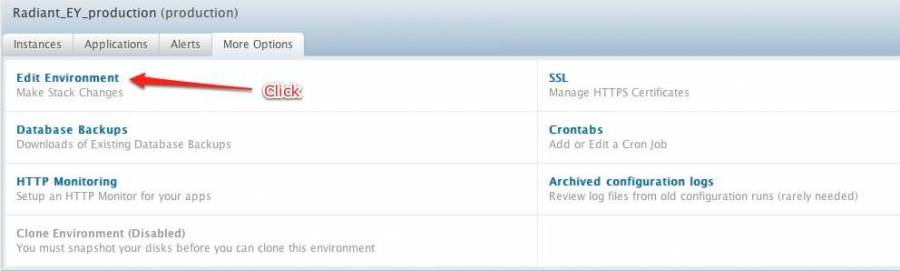 Radiant_EY_production (production)
Instances Applications Alerts More Options
Edit Environment
Make Stack Changes
Click
SSL
Manage HTTPS Certificates
Database Backups
Downloads of Existing Database Backups
Crontabs
Add or Edit a Cron Job
HTTP Monitoring
Setup an HTTP Monitor for your apps
Archived configuration logs
Review log files from old configuration runs (rarely needed)
Clone Environment (Disabled)
You must snapshot your disks before you can clone this environment